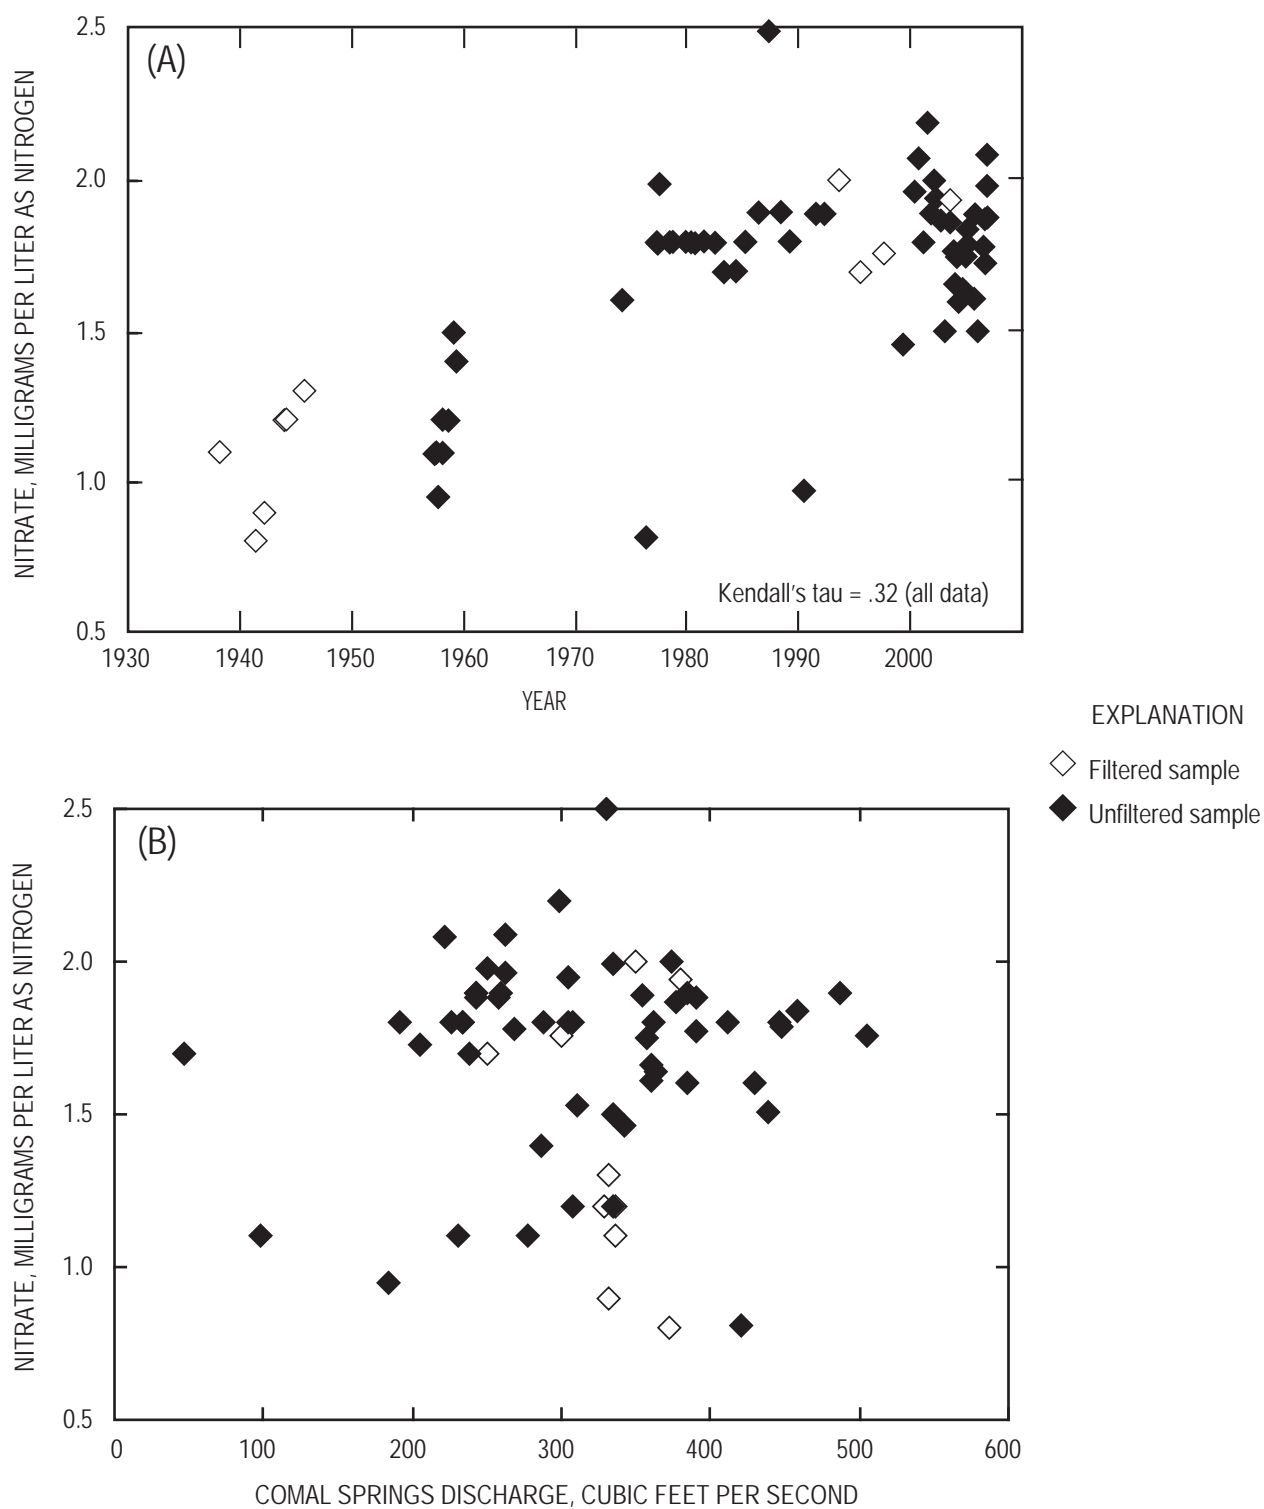 (A)
NITRATE, MILLIGRAMS PER LITER AS NITROGEN
2.5
2.0
1.5
1.0
0.5
Kendall's tau = .32 (all data)
1930 1940 1950 1960 1970 1980 1990 2000
YEAR
EXPLANATION
Filtered sample
Unfiltered sample
(B)
NITRATE, MILLIGRAMS PER LITER AS NITROGEN
2.5
2.0
1.5
1.0
0.5
0 100 200 300 400 500 600
COMAL SPRINGS DISCHARGE, CUBIC FEET PER SECOND